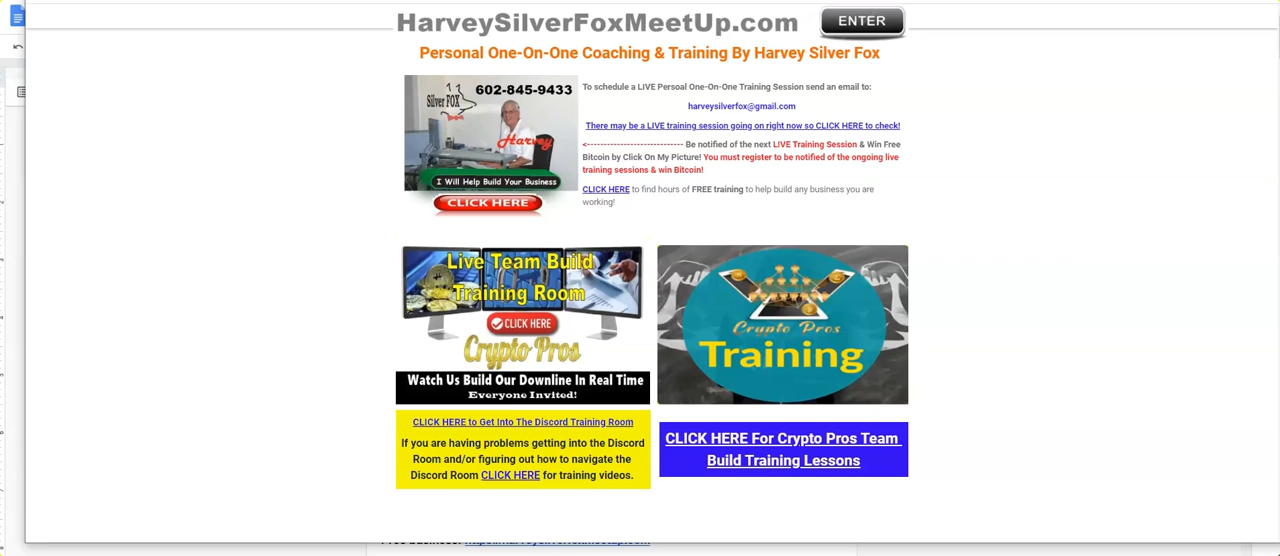 HarveySilverFoxMeetUp.com
ENTER
Personal One-On-One Coaching & Training By Harvey Silver Fox
602-845-9433
Silver FOX
Harvey
I Will Help Build Your Business
CLICK HERE
To schedule a LIVE Persoal One-On-One Training Session send an email to:
harveysilverfox@gmail.com
There may be a LIVE training session going on right now so CLICK HERE to check!
<----------------------------- Be notified of the next LIVE Training Session & Win Free
Bitcoin by Click On My Picture! You must register to be notified of the ongoing live
training sessions & win Bitcoin!
CLICK HERE to find hours of FREE training to help build any business you are
working!
Live Team Build
Training Room
CLICK HERE
Crypto Pros
Watch Us Build Our Downline In Real Time
Everyone Invited!
Crypto Pros
Training
CLICK HERE to Get Into The Discord Training Room
If you are having problems getting into the Discord
Room and/or figuring out how to navigate the
Discord Room CLICK HERE for training videos.
CLICK HERE For Crypto Pros Team
Build Training Lessons